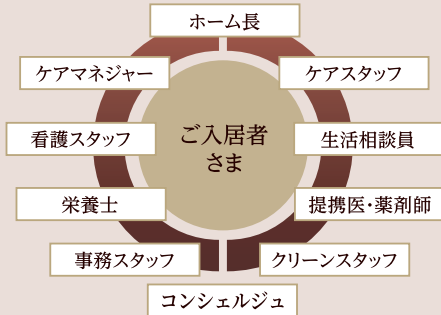 ホーム長
ケアマネジャー
ケアスタッフ
看護スタッフ
ご入居者
さま
生活相談員
栄養士
提携医・薬剤師
事務スタッフ
クリーンスタッフ
コンシェルジュ